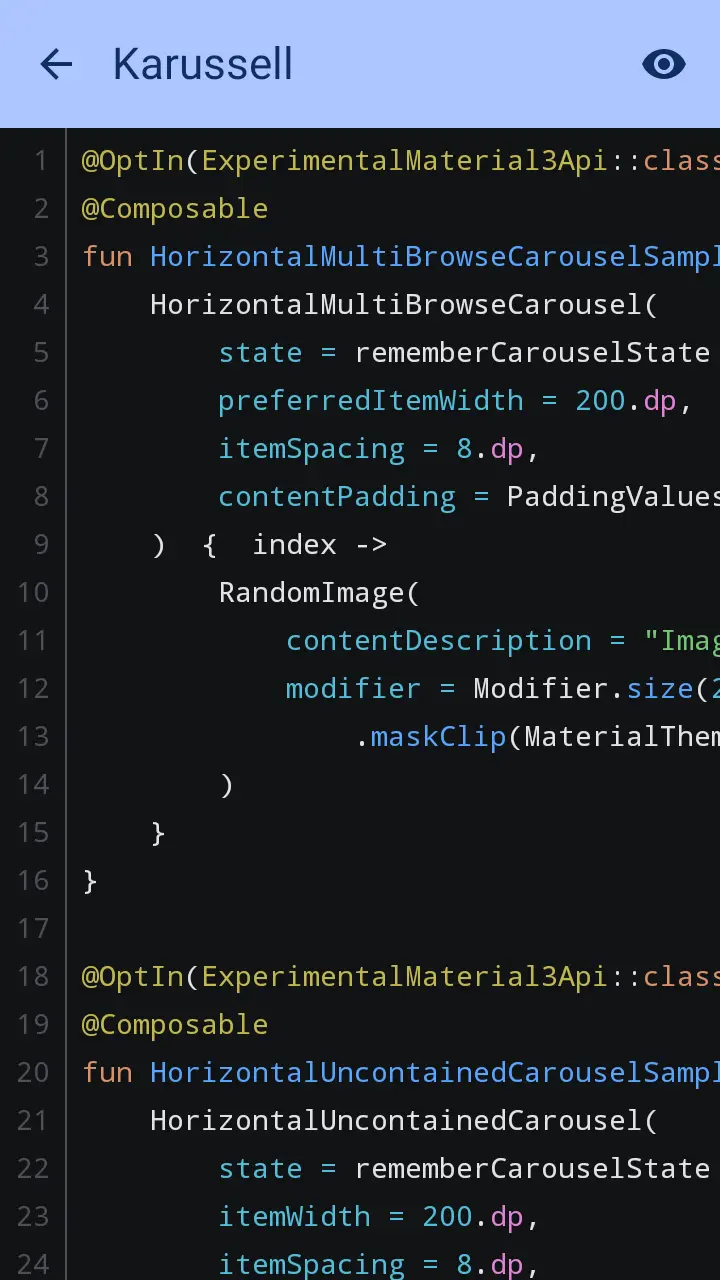 Karussell
1 @OptIn(ExperimentalMaterial3Api::class
2 @Composable
3 fun HorizontalMultiBrowseCarouselSampl
4     HorizontalMultiBrowseCarousel(
5         state = rememberCarouselState
6         preferredItemWidth = 200.dp,
7         itemSpacing = 8.dp,
8         contentPadding = PaddingValues
9     )  {  index ->
10         RandomImage(
11             contentDescription = "Imag
12             modifier = Modifier.size(2
13                 .maskClip(MaterialThem
14         )
15     }
16 }
17
18 @OptIn(ExperimentalMaterial3Api::class
19 @Composable
20 fun HorizontalUncontainedCarouselSampl
21     HorizontalUncontainedCarousel(
22         state = rememberCarouselState
23         itemWidth = 200.dp,
24         itemSpacing = 8.dp,